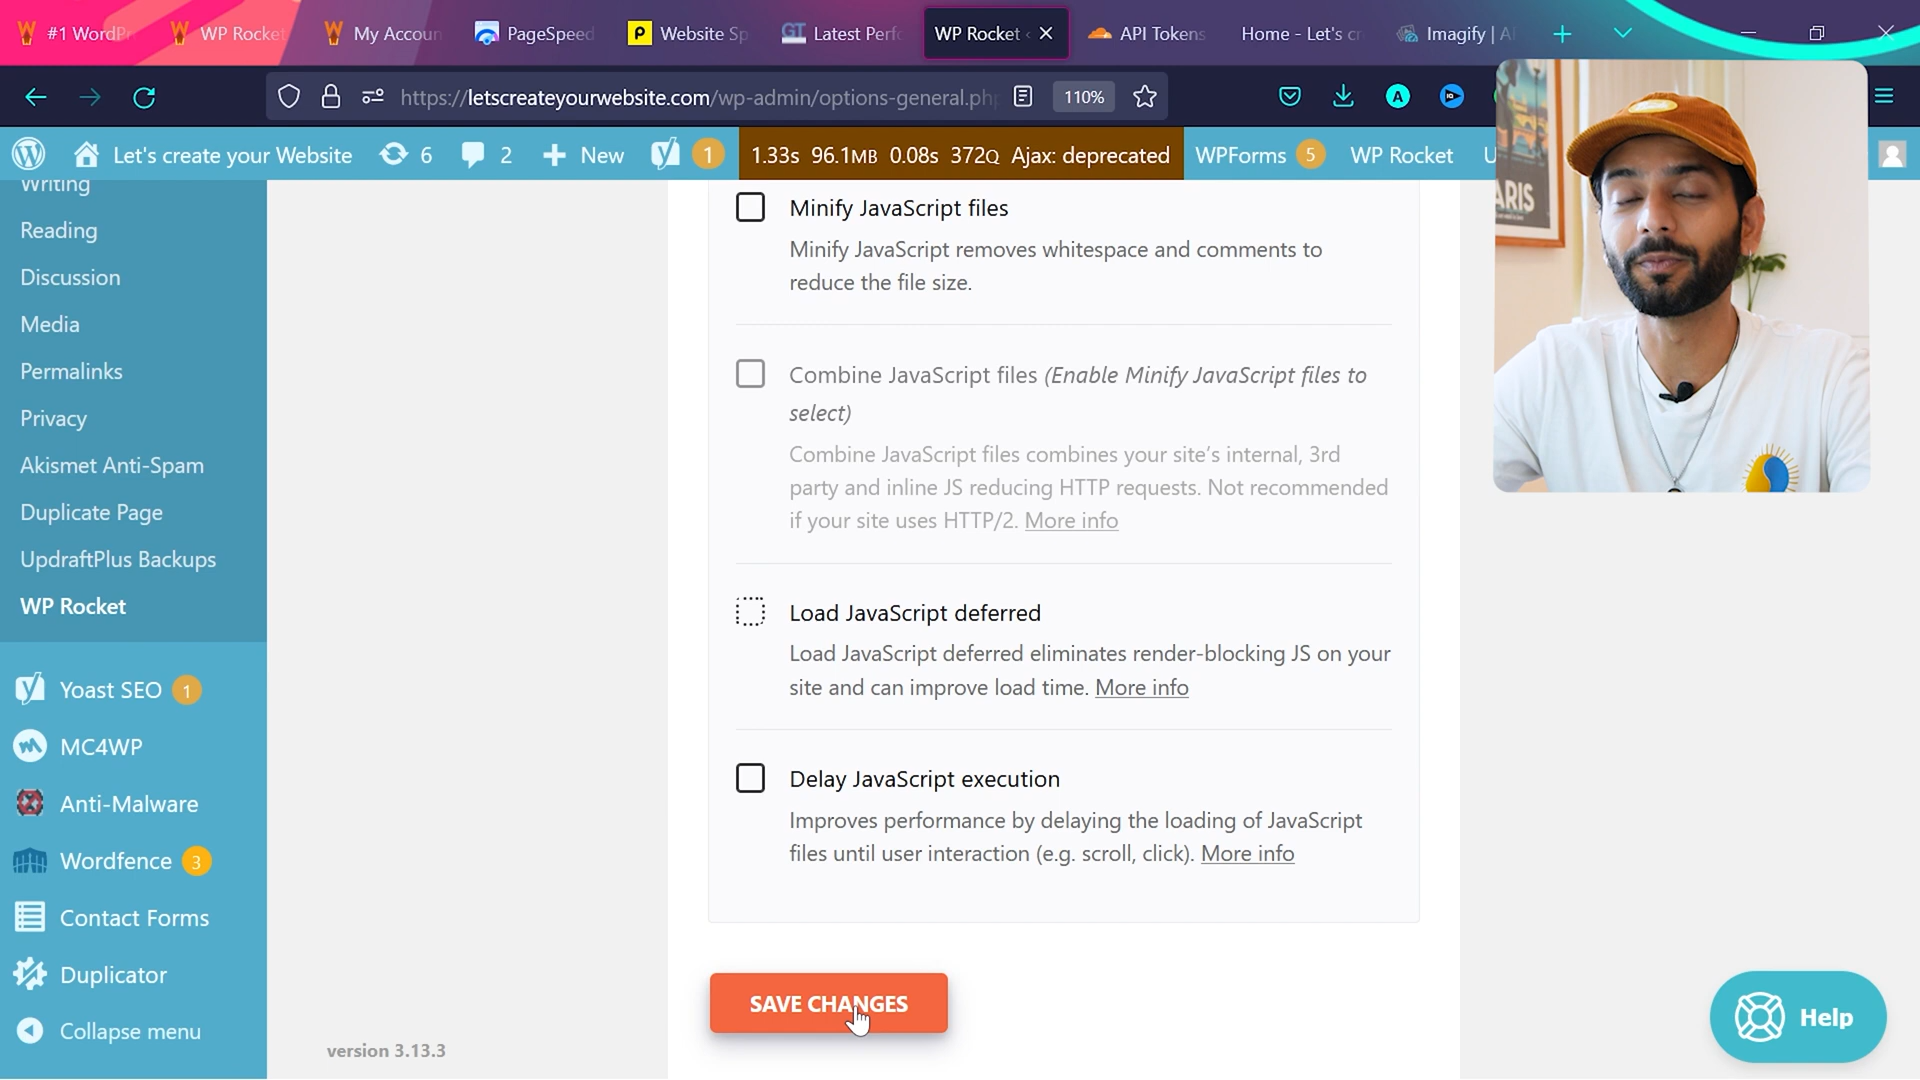 #1 WordPr
WP Rocket
My Accoun
PageSpeed
Website Sp
Latest Perfo
WP Rocket
API Tokens
Home - Let's cr
Imagify | A
https://letscreateyourwebsite.com/wp-admin/options-general.php
110%
A
Let's create your Website
6
2
New
1
1.33s 96.1MB 0.08s 372Q Ajax: deprecated
WPForms 5
WP Rocket
U
Writing
Reading
Discussion
Media
Permalinks
Privacy
Akismet Anti-Spam
Duplicate Page
UpdraftPlus Backups
WP Rocket
Yoast SEO 1
MC4WP
Anti-Malware
Wordfence 3
Contact Forms
Duplicator
Collapse menu
Minify JavaScript files
Minify JavaScript removes whitespace and comments to
reduce the file size.
Combine JavaScript files (Enable Minify JavaScript files to
select)
Combine JavaScript files combines your site's internal, 3rd
party and inline JS reducing HTTP requests. Not recommended
if your site uses HTTP/2. More info
Load JavaScript deferred
Load JavaScript deferred eliminates render-blocking JS on your
site and can improve load time. More info
Delay JavaScript execution
Improves performance by delaying the loading of JavaScript
files until user interaction (e.g. scroll, click). More info
SAVE CHANGES
version 3.13.3
ARIS
Help